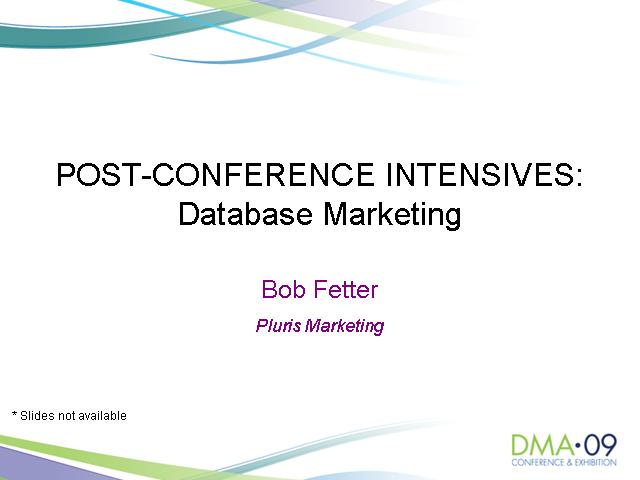 POST-CONFERENCE INTENSIVES:
Database Marketing
Bob Fetter
Pluris Marketing
* Slides not available
DMA•09
CONFERENCE & EXHIBITION